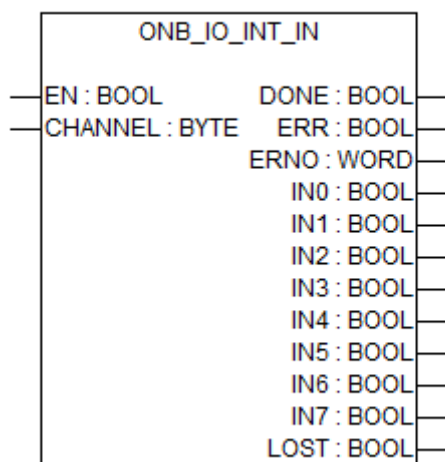 ONB_IO_INT_IN
EN : BOOL DONE : BOOL
CHANNEL : BYTE ERR : BOOL
ERNO : WORD
IN0 : BOOL
IN1 : BOOL
IN2 : BOOL
IN3 : BOOL
IN4 : BOOL
IN5 : BOOL
IN6 : BOOL
IN7 : BOOL
LOST : BOOL